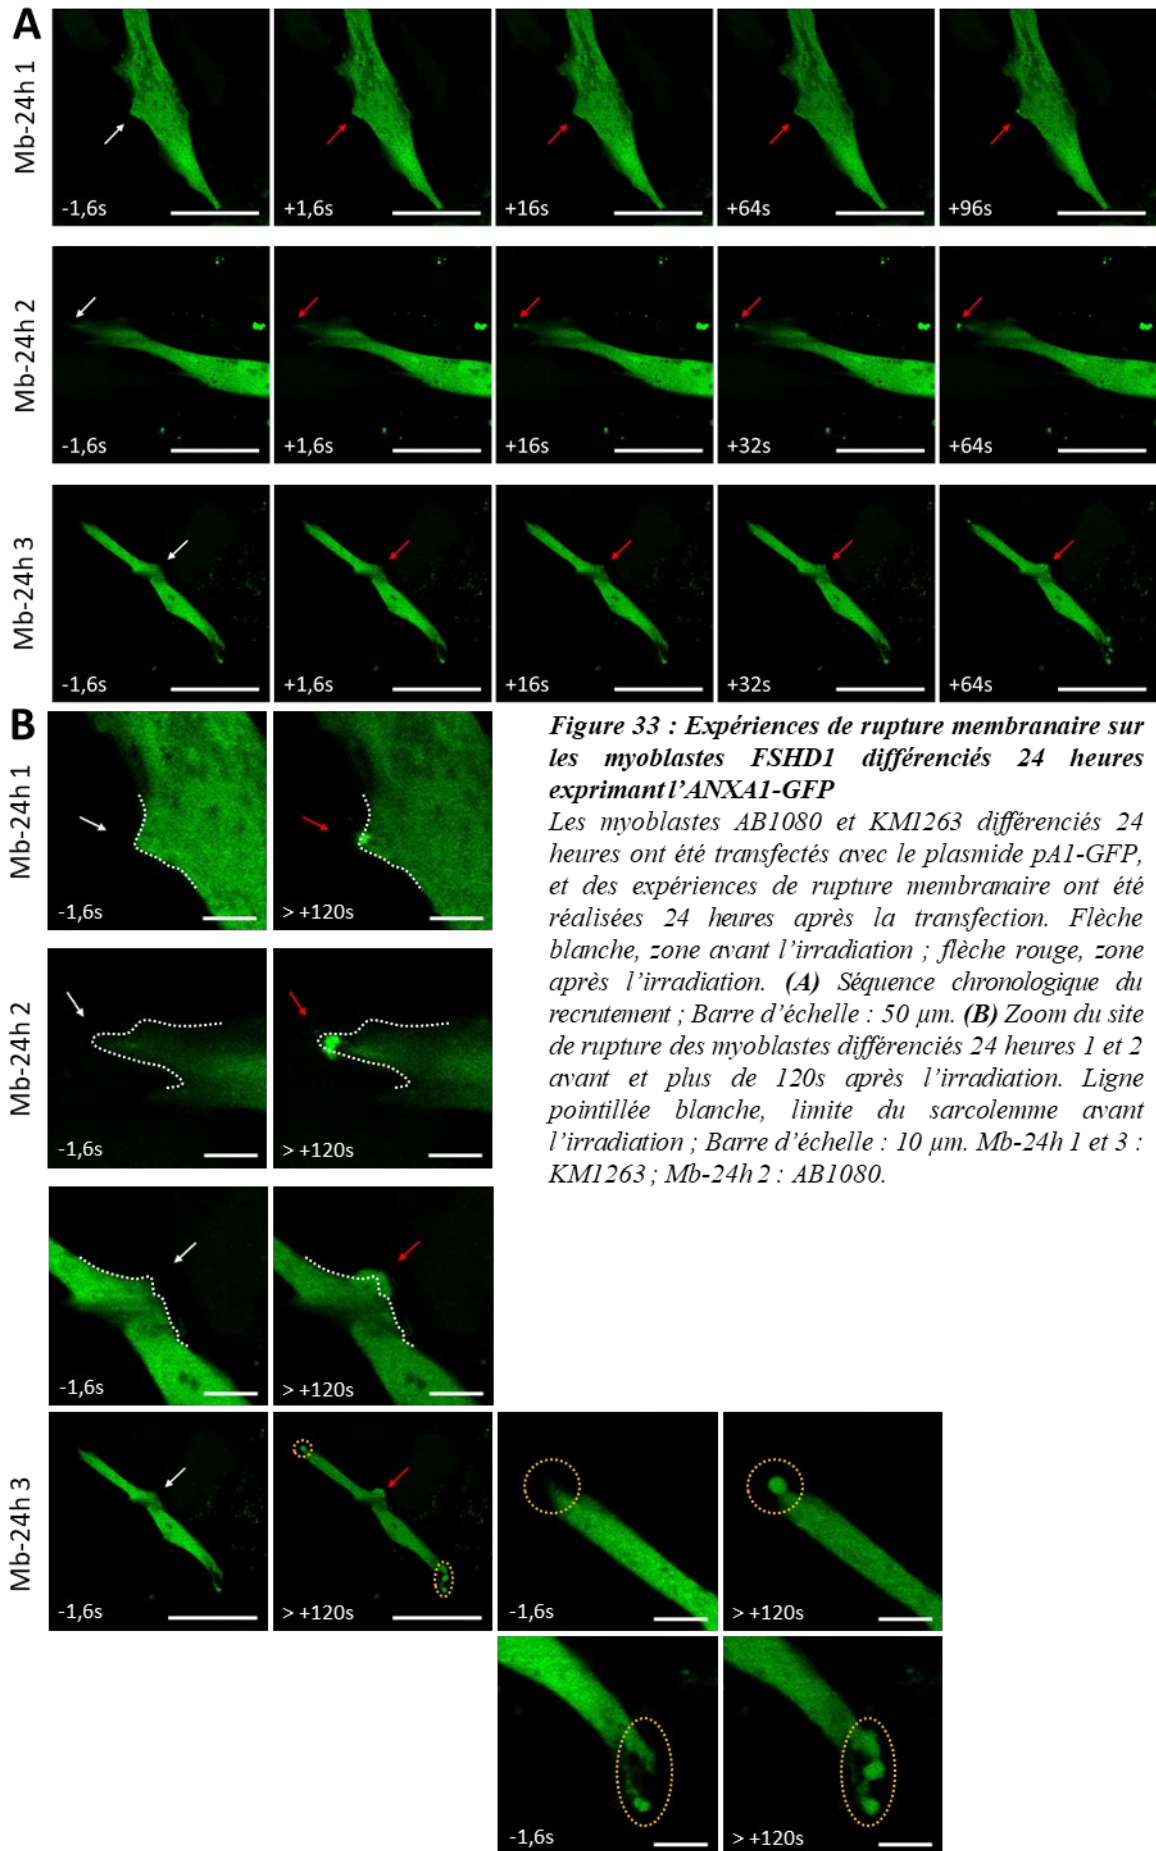 A
Mb-24h 1
-1,6s
+1,6s
+16s
+64s
+96s
Mb-24h 2
-1,6s
+1,6s
+16s
+32s
+64s
Mb-24h 3
-1,6s
+1,6s
+16s
+32s
+64s
B
Mb-24h 1
-1,6s
> +120s
Mb-24h 2
-1,6s
> +120s
-1,6s
> +120s
Mb-24h 3
-1,6s
> +120s
-1,6s
> +120s
-1,6s
> +120s
Figure 33 : Expériences de rupture membranaire sur
les myoblastes FSHD1 différenciés 24 heures
exprimant l'ANXA1-GFP
Les myoblastes AB1080 et KM1263 différenciés 24
heures ont été transfectés avec le plasmide pA1-GFP,
et des expériences de rupture membranaire ont été
réalisées 24 heures après la transfection. Flèche
blanche, zone avant l'irradiation ; flèche rouge, zone
après l'irradiation. (A) Séquence chronologique du
recrutement ; Barre d'échelle : 50 µm. (B) Zoom du site
de rupture des myoblastes différenciés 24 heures 1 et 2
avant et plus de 120s après l'irradiation. Ligne
pointillée blanche, limite du sarcolemme avant
l'irradiation ; Barre d'échelle : 10 µm. Mb-24h 1 et 3 :
KM1263 ; Mb-24h 2 : AB1080.